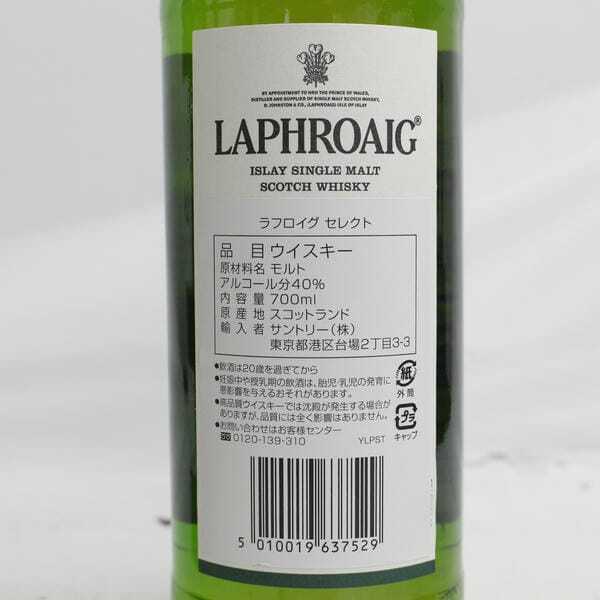 BY APPOINTMENT TO HRH THE PRINCE OF WALES,
DISTILLER AND SUPPLIER OF SINGLE MALT SCOTCH WHISKY,
D. JOHNSTON & CO., (LAPHROAIG) ISLE OF ISLAY
LAPHROAIG®
ISLAY SINGLE MALT
SCOTCH WHISKY
ラフロイグ セレクト
品 目 ウイスキー
原材料名 モルト
アルコール分40%
内 容 量 700ml
原 産 地 スコットランド
輸 入 者 サントリー(株)
東京都港区台場2丁目3-3
●飲酒は20歳を過ぎてから
●妊娠中や授乳期の飲酒は、胎児・乳児の発育に
悪影響を与えるおそれがあります。
●高品質ウイスキーでは沈殿が発生する場合が
ありますが、品質には全く影響はありません。
●お問い合わせはお客様センター
0120-139-310
YLPST
紙
外箱
プラ
キャップ
5 010019 637529